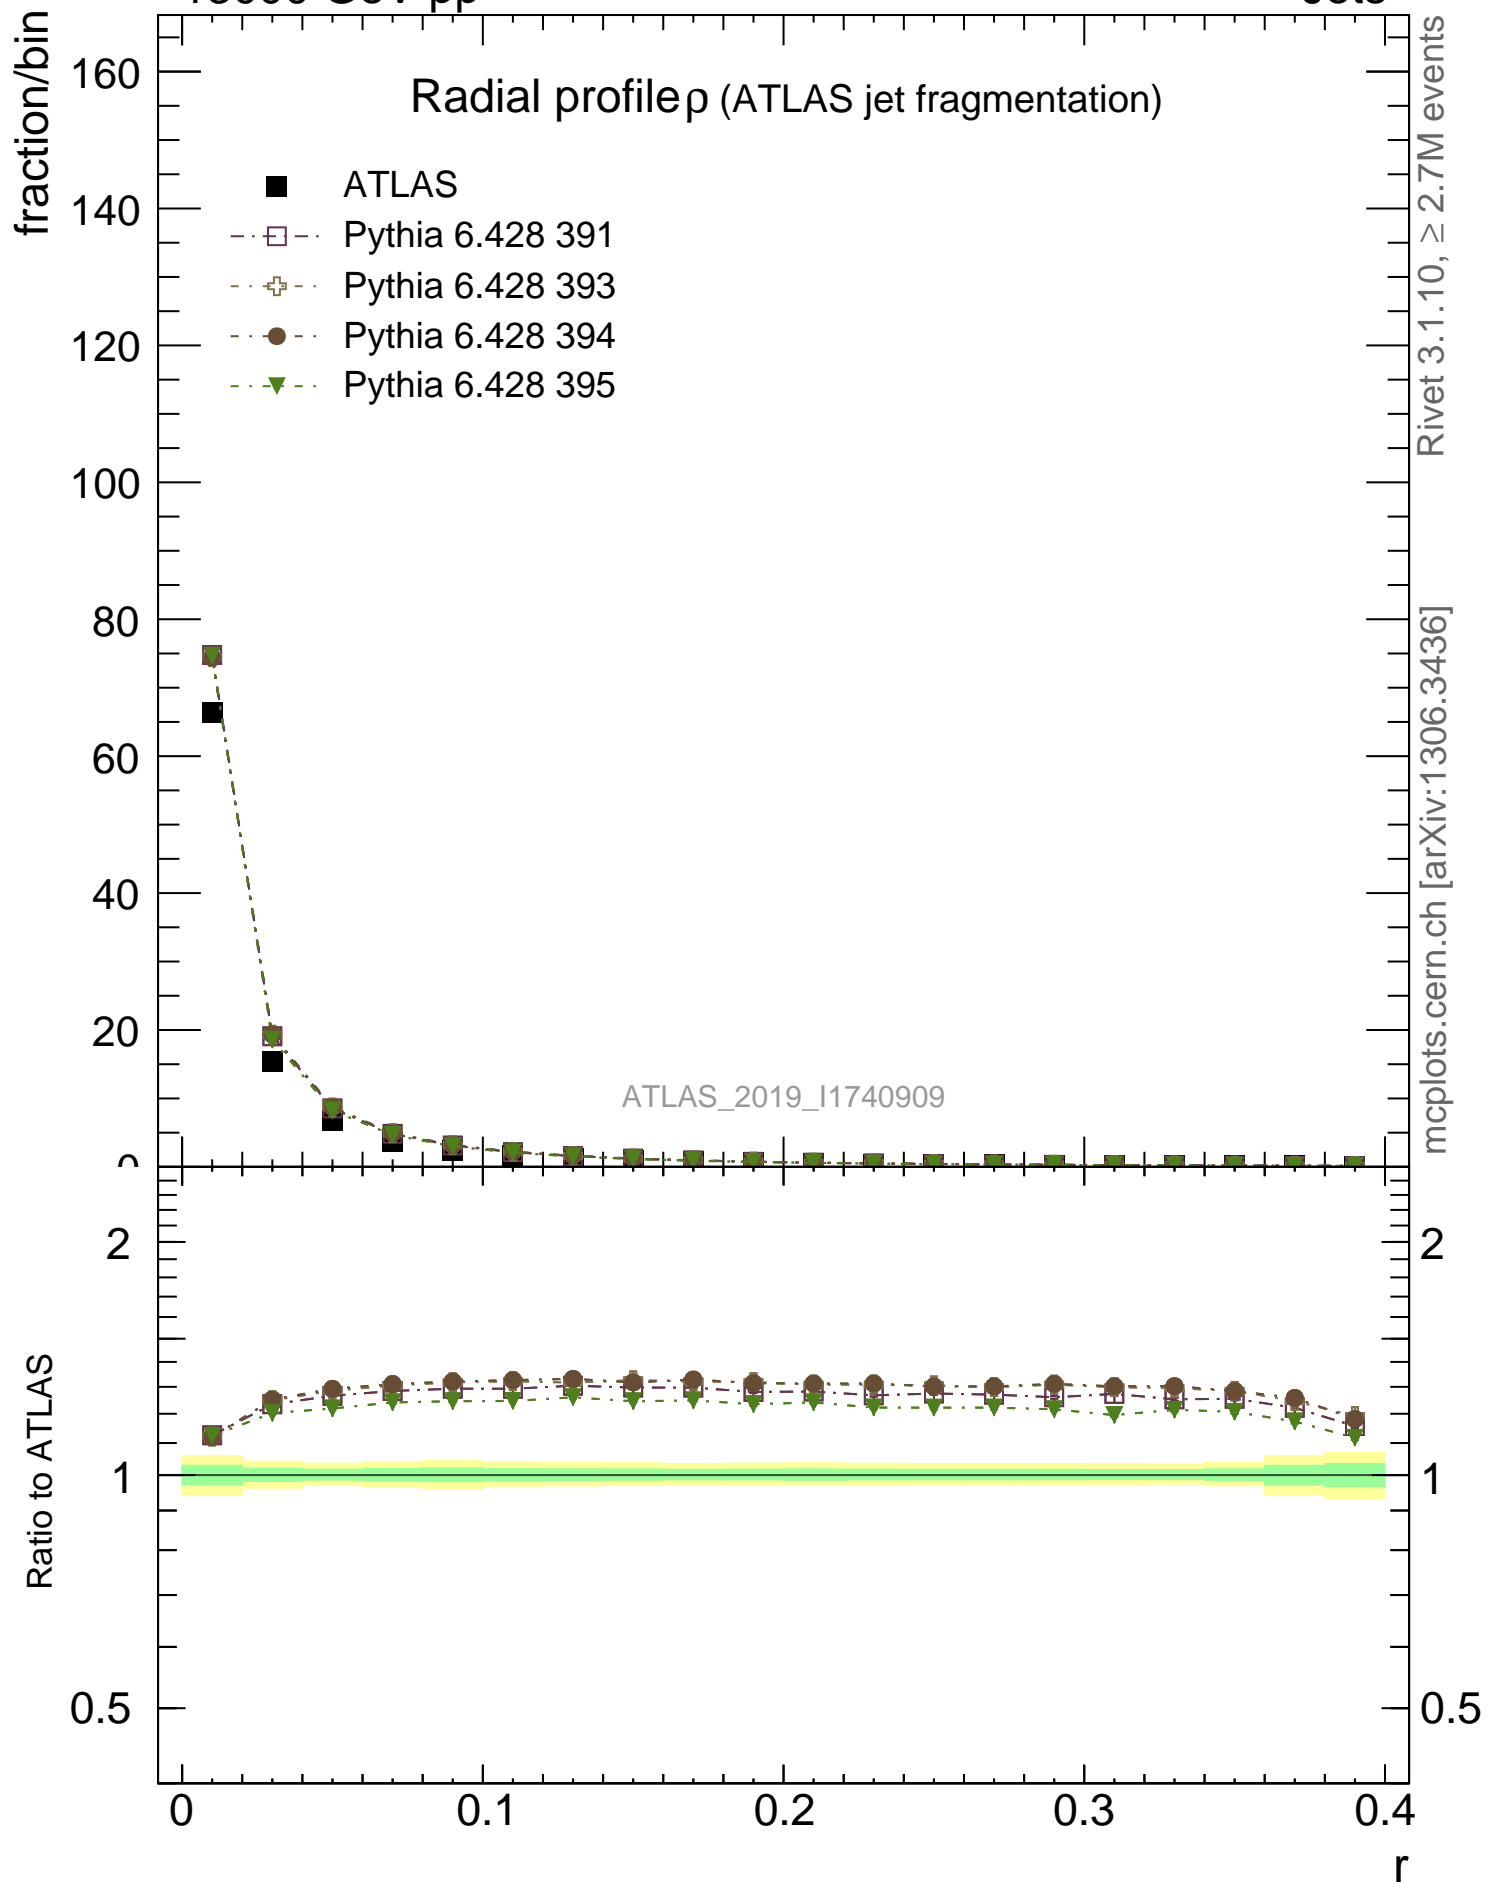 fraction/bin
Radial profile ρ (ATLAS jet fragmentation)
ATLAS
Pythia 6.428 391
Pythia 6.428 393
Pythia 6.428 394
Pythia 6.428 395
160
140
120
100
80
60
40
20
0
ATLAS_2019_I1740909
Rivet 3.1.10, ≥ 2.7M events
mcplots.cern.ch [arXiv:1306.3436]
Ratio to ATLAS
2
1
0.5
2
1
0.5
0
0.1
0.2
0.3
0.4
r